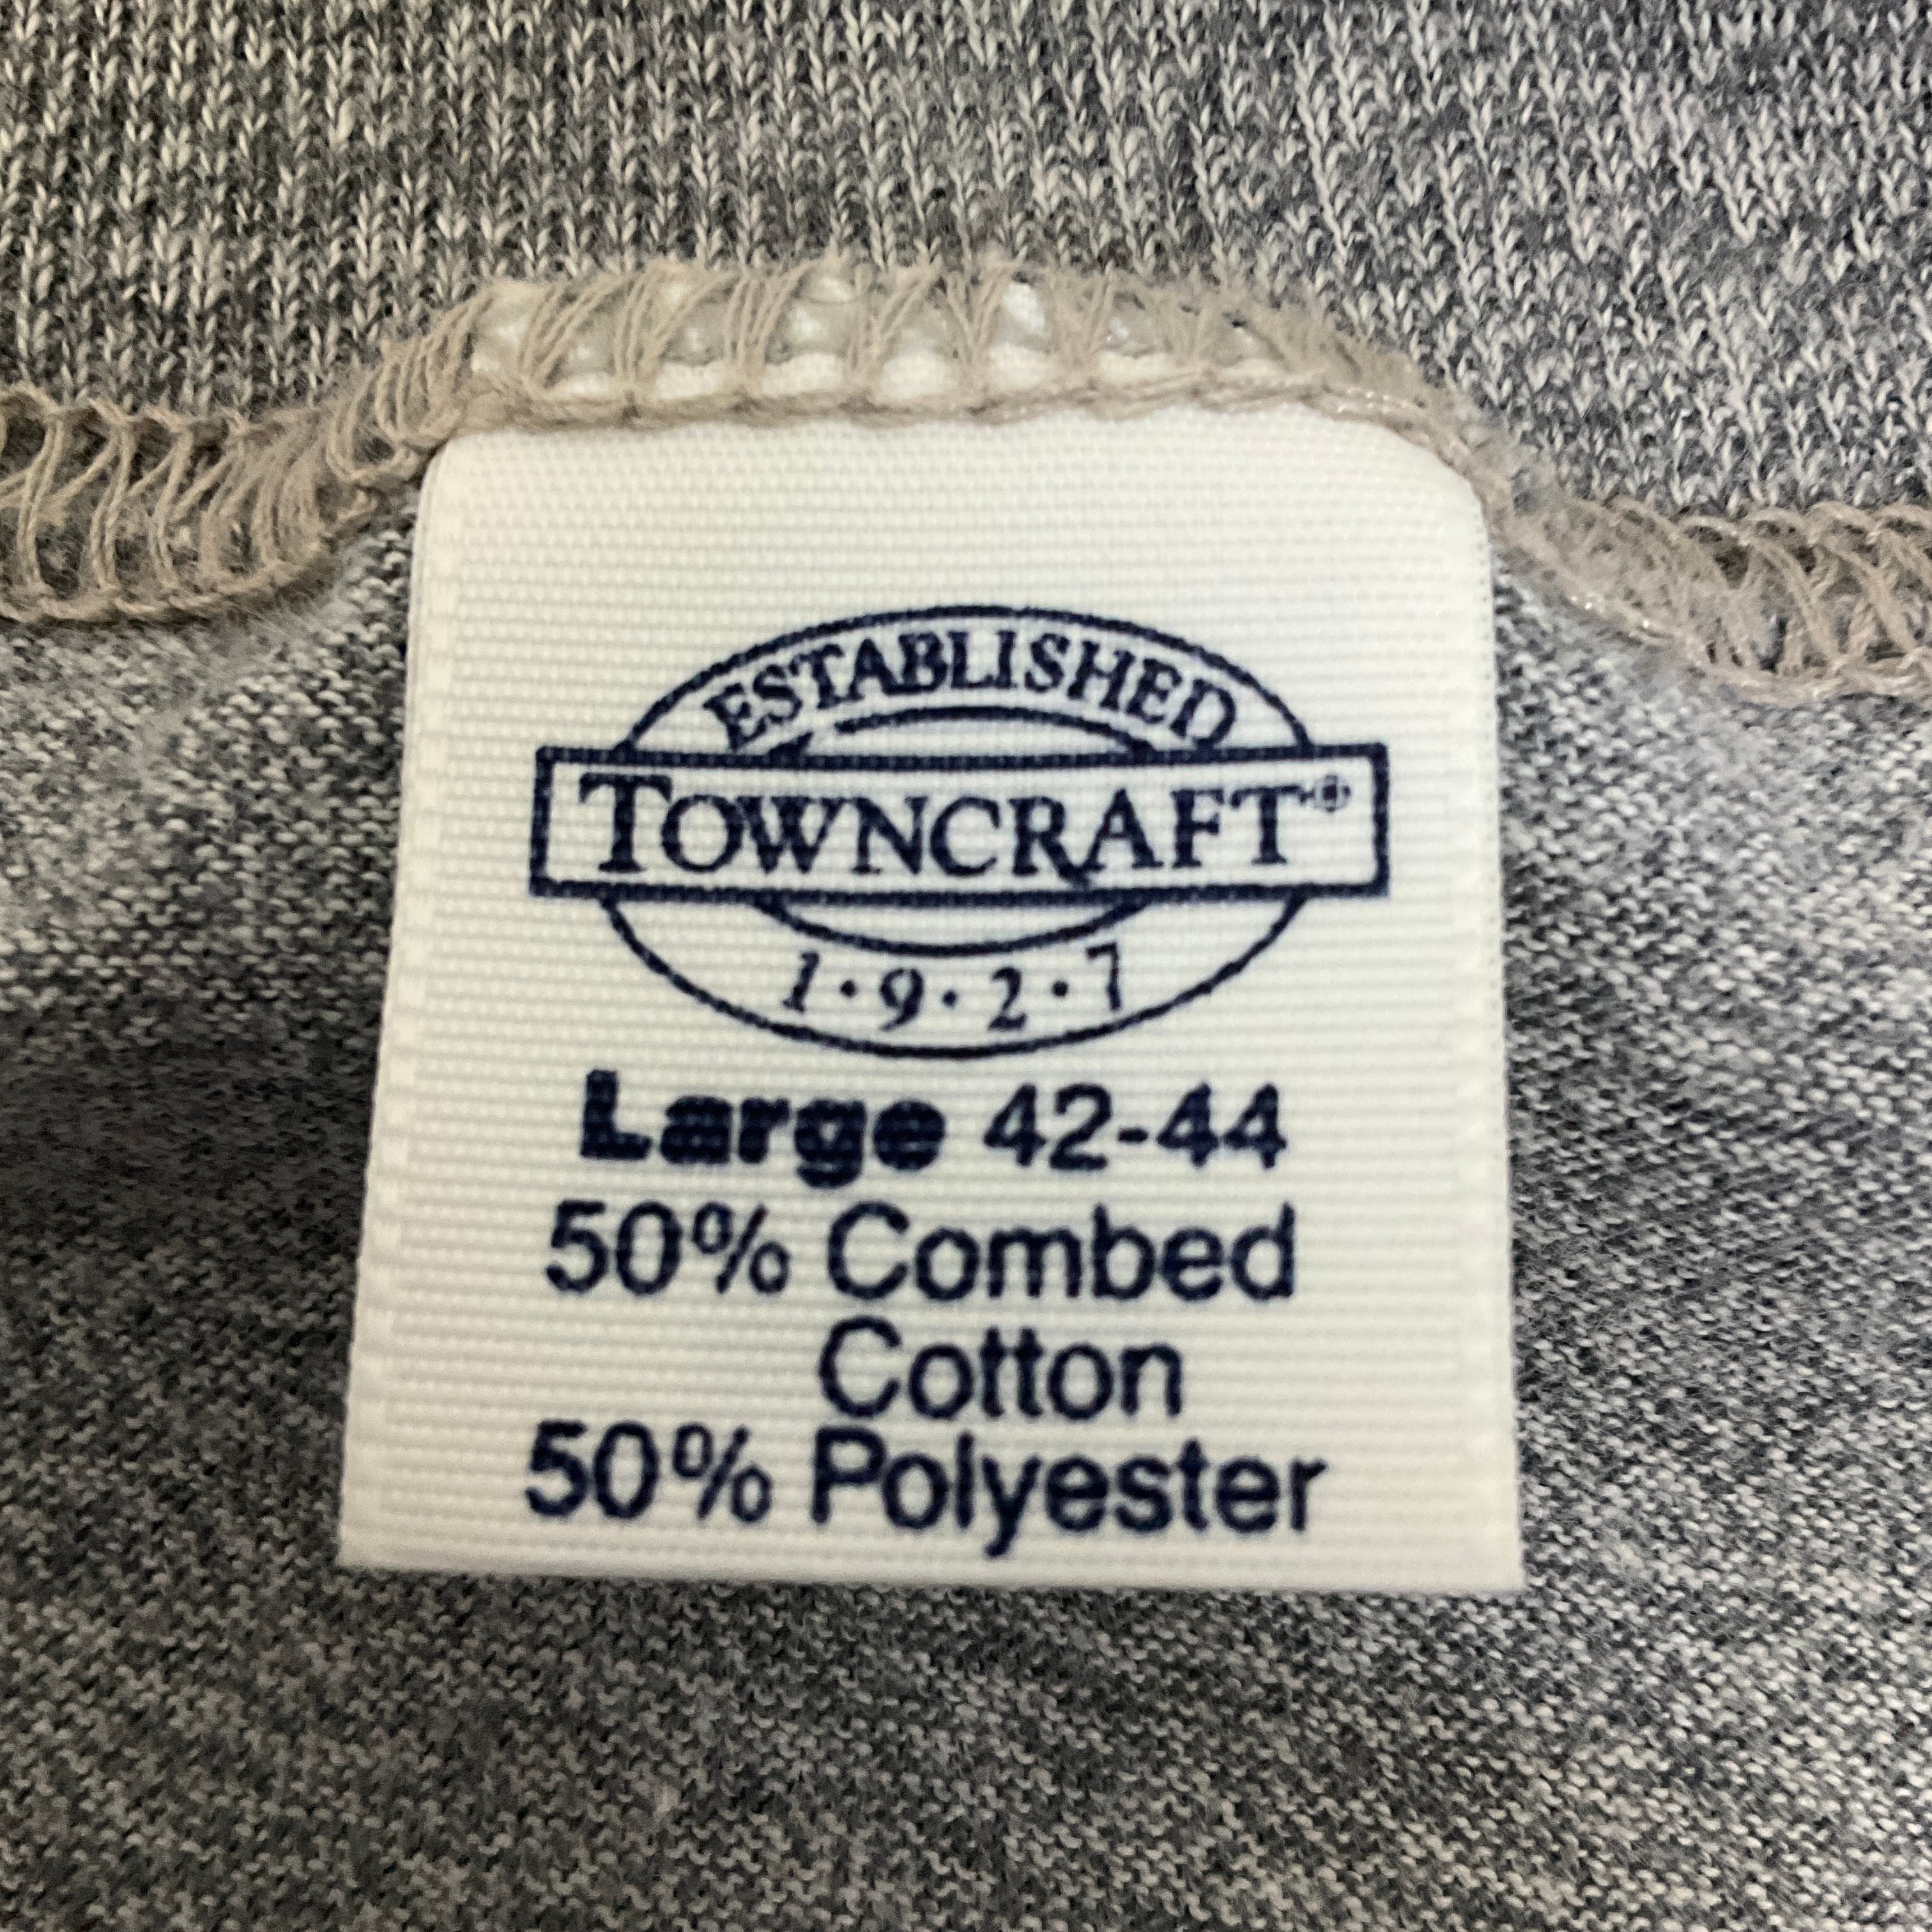 ESTABLISHED
TOWNCRAFT®
1·9·2·7
Large 42-44
50% Combed
Cotton
50% Polyester